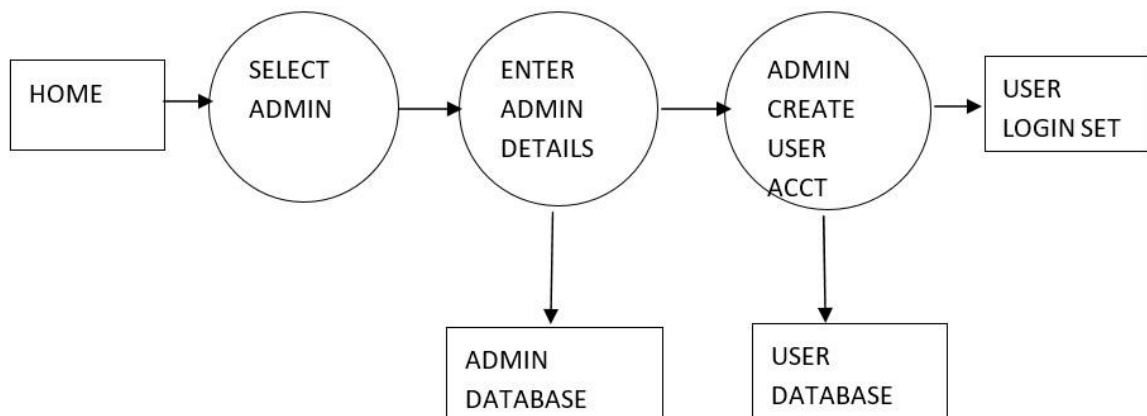 HOME
SELECT
ADMIN
ENTER
ADMIN
DETAILS
ADMIN
CREATE
USER
ACCT
USER
LOGIN SET
ADMIN
DATABASE
USER
DATABASE